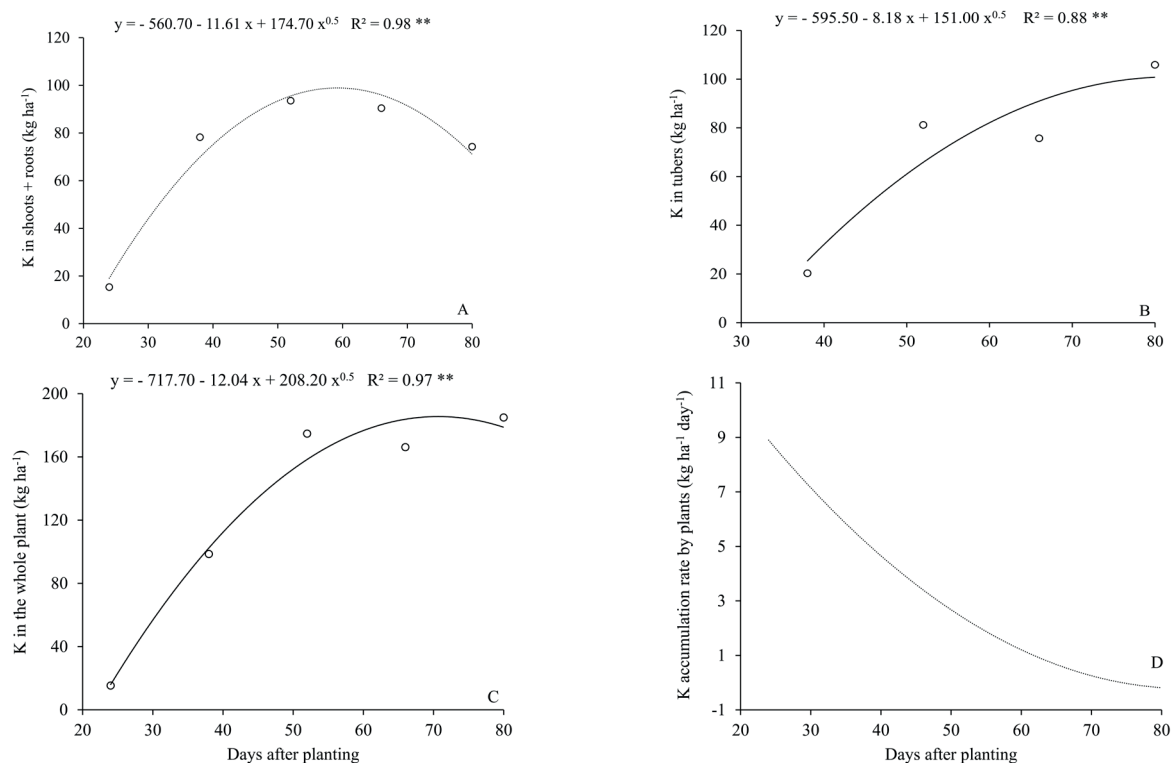 y = - 560.70 - 11.61 x + 174.70 x⁰·⁵ R² = 0.98 **
K in shoots + roots (kg ha⁻¹)
120
100
80
60
40
20
0
20 30 40 50 60 70 80
A
y = - 595.50 - 8.18 x + 151.00 x⁰·⁵ R² = 0.88 **
K in tubers (kg ha⁻¹)
120
100
80
60
40
20
0
30 40 50 60 70 80
B
y = - 717.70 - 12.04 x + 208.20 x⁰·⁵ R² = 0.97 **
K in the whole plant (kg ha⁻¹)
200
160
120
80
40
0
20 30 40 50 60 70 80
Days after planting
C
K accumulation rate by plants (kg ha⁻¹ day⁻¹)
11
9
7
5
3
1
-1
20 30 40 50 60 70 80
Days after planting
D